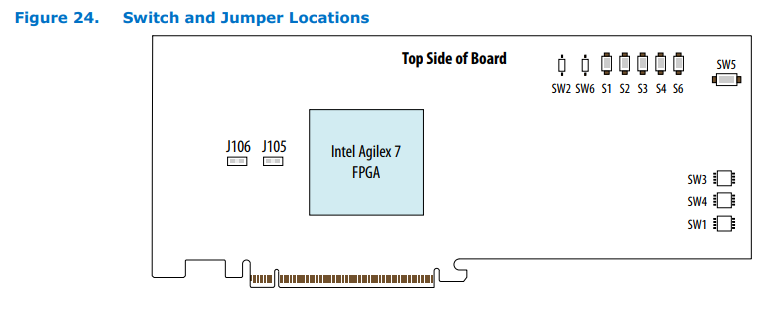 Figure 24. Switch and Jumper Locations
Top Side of Board
SW2 SW6 S1 S2 S3 S4 S6
SW5
J106 J105
Intel Agilex 7
FPGA
SW3
SW4
SW1